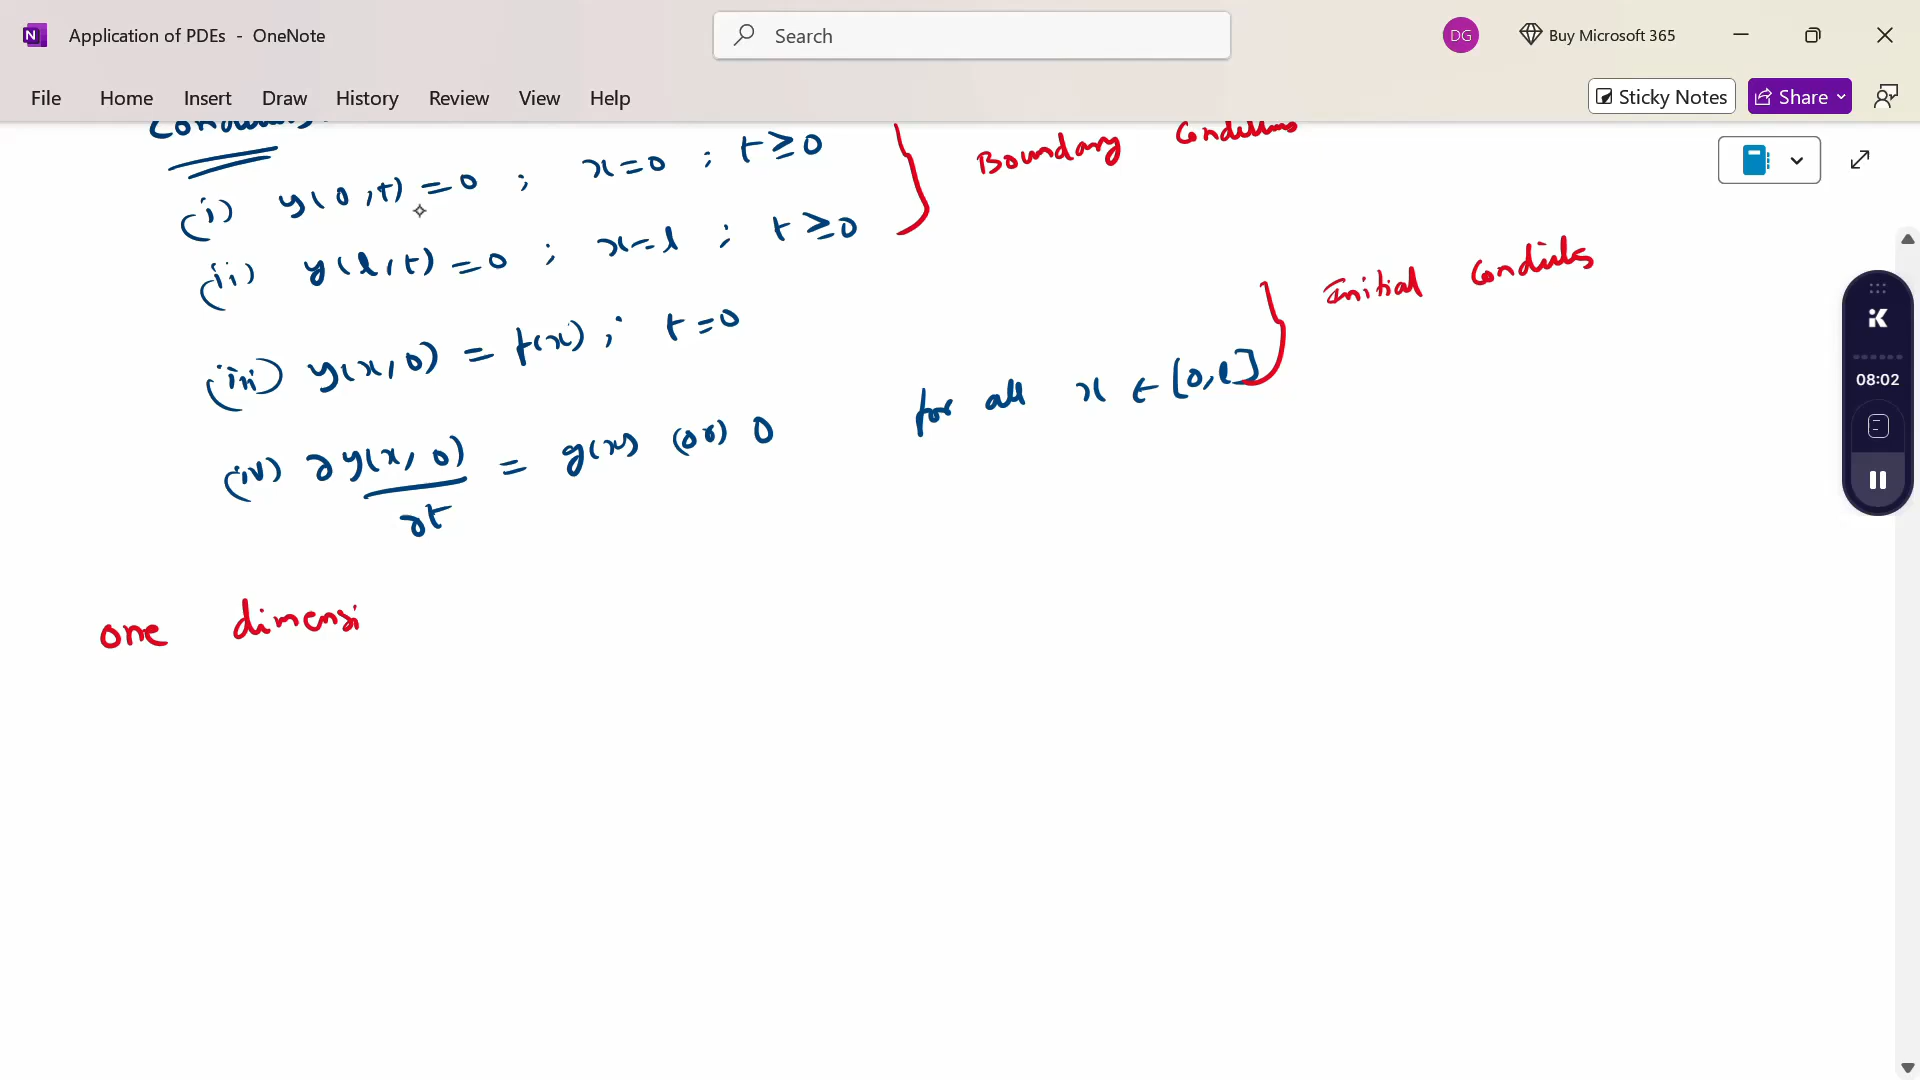 Application of PDEs - OneNote
Search
DG
Buy Microsoft 365
File Home Insert Draw History Review View Help
Sticky Notes
Share
Conditions:
(i) y(0,t) = 0 ; x=0 ; t≥0
Boundary Conditions
(ii) y(l,t) = 0 ; x=l ; t≥0
(iii) y(x,0) = f(x) ; t=0
Initial Conditions
(iv) ∂y(x,0)/∂t = g(x) (or) 0 for all x ∈ [0,l]
08:02
one dimensi